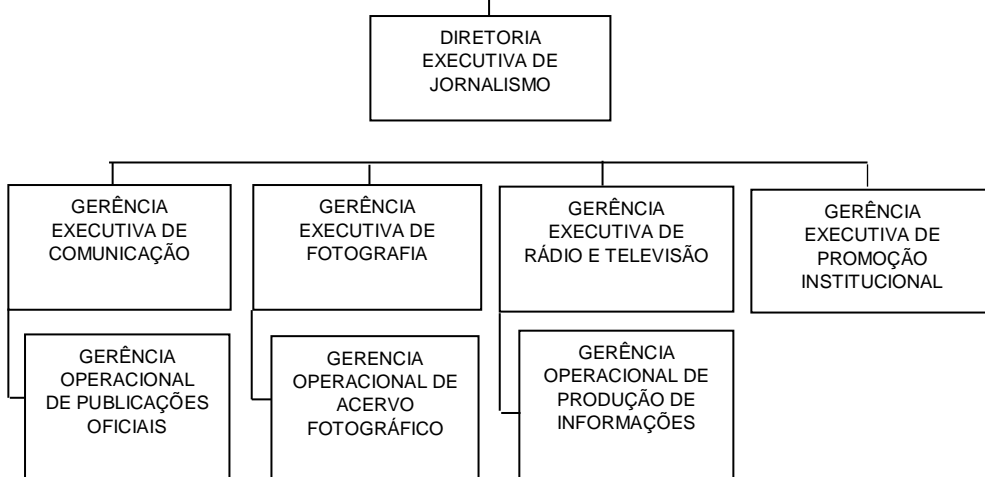 DIRETORIA
EXECUTIVA DE
JORNALISMO
GERÊNCIA
EXECUTIVA DE
COMUNICAÇÃO
GERÊNCIA
EXECUTIVA DE
FOTOGRAFIA
GERÊNCIA
EXECUTIVA DE
RÁDIO E TELEVISÃO
GERÊNCIA
EXECUTIVA DE
PROMOÇÃO
INSTITUCIONAL
GERÊNCIA
OPERACIONAL
DE PUBLICAÇÕES
OFICIAIS
GERENCIA
OPERACIONAL DE
ACERVO
FOTOGRÁFICO
GERÊNCIA
OPERACIONAL DE
PRODUÇÃO DE
INFORMAÇÕES